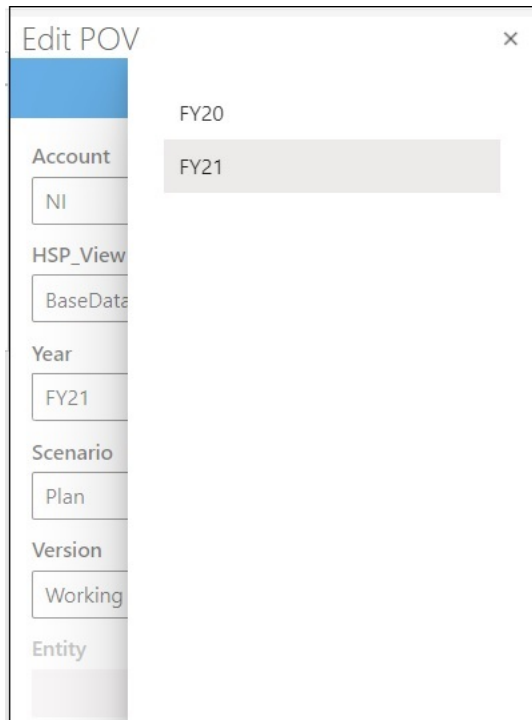 Edit POV
×
FY20
FY21
Account
NI
HSP_View
BaseData
Year
FY21
Scenario
Plan
Version
Working
Entity